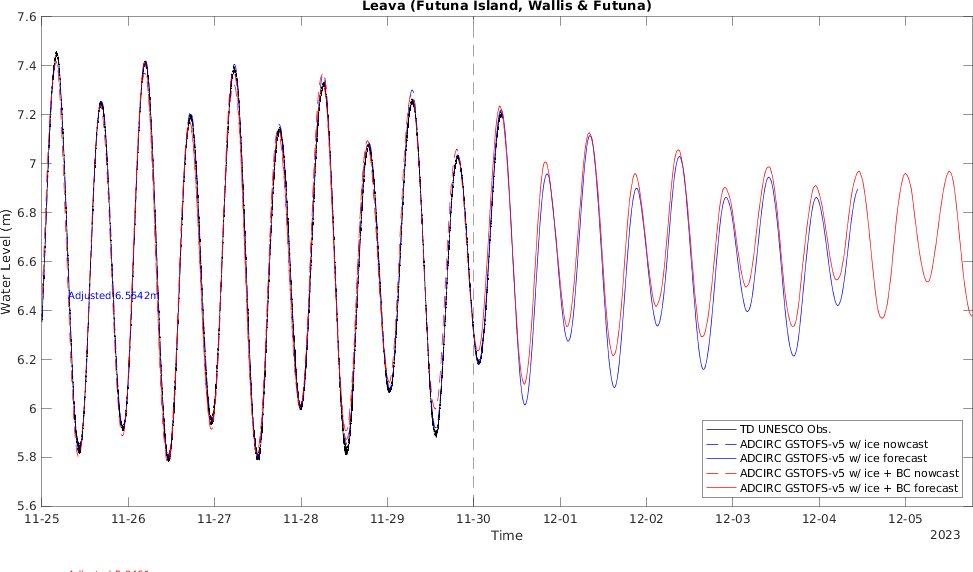 Leava (Futuna Island, Wallis & Futuna)
7.6
7.4
7.2
7
6.8
6.6
6.4
6.2
6
5.8
5.6
Water Level (m)
Adjusted 6.5642m
TD UNESCO Obs.
ADCIRC GSTOFS-v5 w/ ice nowcast
ADCIRC GSTOFS-v5 w/ ice forecast
ADCIRC GSTOFS-v5 w/ ice + BC nowcast
ADCIRC GSTOFS-v5 w/ ice + BC forecast
11-25 11-26 11-27 11-28 11-29 11-30 12-01 12-02 12-03 12-04 12-05
Time
2023